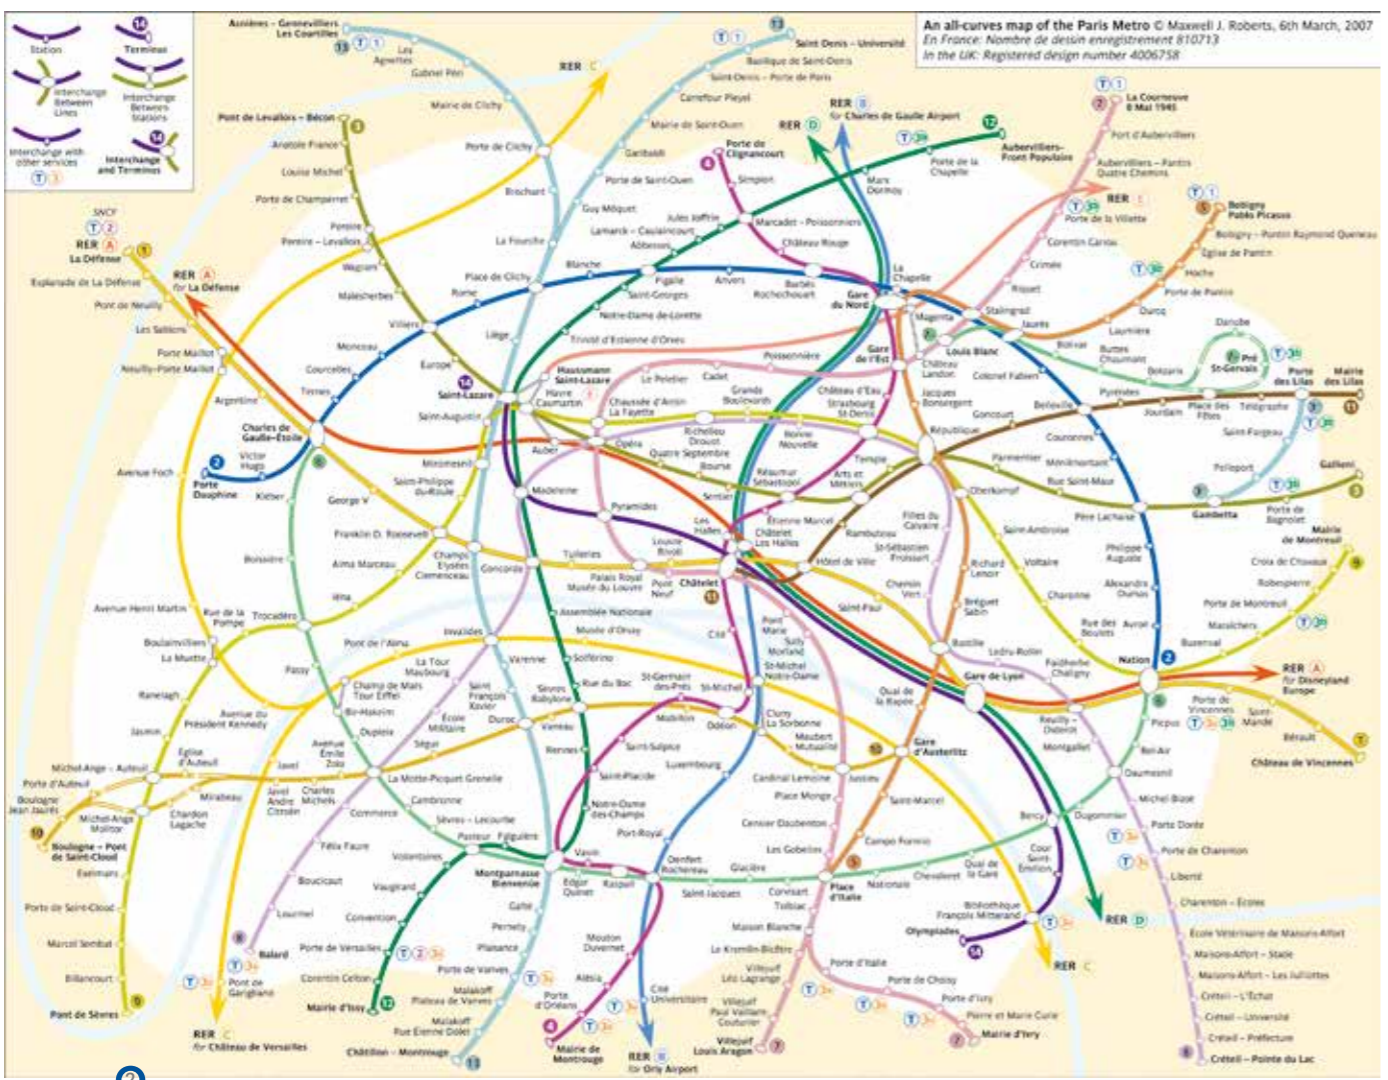 An all-curves map of the Paris Metro © Maxwell J. Roberts, 6th March, 2007
En France: Nombre de dessin enregistrement 810713
In the UK: Registered design number 4006758
Station
Terminus
Interchange
Between
Lines
Interchange
Between
Stations
Interchange with
other services
Interchange
and Terminus
Asnières – Gennevilliers
Les Courtilles
Les
Agnettes
Gabriel Péri
Mairie de Clichy
Porte de Clichy
Brochant
La Fourche
Place de Clichy
Liège
Saint Denis – Université
Basilique de Saint-Denis
Saint-Denis – Porte de Paris
Carrefour Pleyel
Mairie de Saint-Ouen
Garibaldi
Porte de Saint-Ouen
Guy Môquet
RER C
Pont de Levallois – Bécon
Anatole France
Louise Michel
Porte de Champerret
Pereire
Pereire – Levallois
Wagram
Malesherbes
Villiers
Europe
Saint-Lazare
RER D
RER B
for Charles de Gaulle Airport
Porte de
Clignancourt
Simplon
Jules Joffrin
Marcadet – Poissonniers
Lamarck – Caulaincourt
Abbesses
Château Rouge
Marx
Dormoy
Porte de la
Chapelle
Aubervilliers–
Front Populaire
La Courneuve
8 Mai 1945
Fort d'Aubervilliers
Aubervilliers – Pantin
Quatre Chemins
RER E
Porte de la Villette
Corentin Cariou
Crimée
Riquet
Stalingrad
Bobigny
Pablo Picasso
Bobigny – Pantin Raymond Queneau
Eglise de Pantin
Hoche
Porte de Pantin
Ourcq
Laumière
Jaurès
SNCF
RER A
La Défense
Esplanade de La Défense
Pont de Neuilly
Les Sablons
Porte Maillot
Neuilly–Porte Maillot
Argentine
Charles de
Gaulle–Étoile
RER A
for La Défense
Blanche
Pigalle
Anvers
Barbès
Rochechouart
La
Chapelle
Gare
du Nord
Magenta
Rome
Monceau
Courcelles
Ternes
Victor
Hugo
Porte
Dauphine
Avenue Foch
Saint-Georges
Notre-Dame de-Lorette
Trinité d'Estienne d'Orves
Haussmann
Saint-Lazare
Havre
Caumartin
Saint-Augustin
Miromesnil
Saint-Philippe
du-Roule
Le Peletier
Cadet
Poissonnière
Gare
de l'Est
Château
Landon
Louis Blanc
Bolivar
Buttes
Chaumont
Botzaris
Danube
Pré
St-Gervais
Place des
Fêtes
Porte
des Lilas
Mairie
des Lilas
Télégraphe
Jourdain
Pyrénées
Belleville
Colonel Fabien
Goncourt
Couronnes
Ménilmontant
Père Lachaise
Saint-Fargeau
Pelleport
Gambetta
Porte de
Bagnolet
Gallieni
Chaussée d'Antin
La Fayette
Richelieu
Drouot
Grands
Boulevards
Bonne
Nouvelle
Château d'Eau
Strasbourg
St-Denis
Jacques
Bonsergent
République
Parmentier
Rue Saint-Maur
Auber
Opéra
Quatre Septembre
Bourse
Sentier
Réaumur
Sébastopol
Arts et
Métiers
Temple
Oberkampf
Madeleine
Pyramides
Les
Halles
Étienne Marcel
Châtelet
Les Halles
Châtelet
Rambuteau
Hôtel de Ville
Filles du
Calvaire
St-Sébastien
Froissart
Chemin
Vert
Saint-Ambroise
Voltaire
Charonne
Rue des
Boulets
Richard
Lenoir
Bréguet
Sabin
Bastille
Philippe
Auguste
Alexandre
Dumas
Avron
Nation
Mairie
de Montreuil
Croix de Chavaux
Robespierre
Porte de Montreuil
Maraîchers
Buzenval
Kléber
Boissière
Trocadéro
Passy
George V
Franklin D. Roosevelt
Alma Marceau
Iéna
Champs
Elysées
Clemenceau
Concorde
Tuileries
Palais Royal
Musée du Louvre
Louvre
Rivoli
Pont
Neuf
Saint-Paul
Pont
Marie
Sully
Morland
Cité
Avenue Henri Martin
Rue de la
Pompe
Boulainvilliers
La Muette
Ranelagh
Jasmin
Avenue du
Président Kennedy
Pont de l'Alma
Invalides
Assemblée Nationale
Musée d'Orsay
Solférino
Rue du Bac
Varenne
La Tour
Maubourg
École
Militaire
Saint
François
Xavier
Duroc
Sèvres
Babylone
Vaneau
St-Germain
des-Prés
Mabillon
Odéon
St-Michel
St-Michel
Notre-Dame
Cluny
La Sorbonne
Maubert
Mutualité
Cardinal Lemoine
Jussieu
Quai de
la Rapée
Gare de Lyon
Ledru-Rollin
Faidherbe
Chaligny
Reuilly –
Diderot
Montgallet
RER A
for Disneyland
Europe
Porte de
Vincennes
Saint-
Mandé
Bérault
Château de Vincennes
Picpus
Bel-Air
Daumesnil
Dugommier
Bercy
Michel Bizot
Porte Dorée
Porte de Charenton
Liberté
Charenton – Écoles
Ecole Vétérinaire de Maisons-Alfort
Maisons-Alfort – Stade
Maisons-Alfort – Les Juilliottes
Créteil – L'Échat
Créteil – Université
Créteil – Préfecture
Créteil – Pointe du Lac
Champ de Mars
Tour Eiffel
Bir-Hakeim
Dupleix
Avenue
Émile
Zola
La Motte-Picquet Grenelle
Ségur
Cambronne
Sèvres – Lecourbe
Pasteur
Falguière
Montparnasse
Bienvenüe
Michel-Ange – Auteuil
Eglise
d'Auteuil
Porte d'Auteuil
Boulogne
Jean Jaurès
Michel-Ange
Molitor
Chardon
Lagache
Mirabeau
Javel
Javel
André
Citroën
Charles
Michels
Boulogne – Pont
de Saint-Cloud
Exelmans
Porte de Saint-Cloud
Marcel Sembat
Billancourt
Pont de Sèvres
Commerce
Félix Faure
Boucicaut
Lourmel
Balard
Pont de
Garigliano
RER C
for Château de Versailles
Volontaires
Vaugirard
Convention
Porte de Versailles
Corentin Celton
Mairie d'Issy
Rennes
Saint-Sulpice
Saint-Placide
Notre-Dame
des-Champs
Vavin
Edgar
Quinet
Raspail
Gaîté
Pernety
Plaisance
Porte de Vanves
Malakoff
Plateau de Vanves
Malakoff
Rue Etienne Dolet
Châtillon – Montrouge
Luxembourg
Port-Royal
Denfert
Rochereau
Mouton
Duvernet
Alésia
Porte
d'Orléans
Mairie de
Montrouge
Cité
Universitaire
RER B
for Orly Airport
Saint-Jacques
Glacière
Corvisart
Place
d'Italie
Place Monge
Censier Daubenton
Les Gobelins
Gare
d'Austerlitz
Saint-Marcel
Campo Formio
Nationale
Chevaleret
Quai de
la Gare
Tolbiac
Maison Blanche
Le Kremlin-Bicêtre
Villejuif
Léo Lagrange
Villejuif
Paul Vaillant
Couturier
Villejuif
Louis Aragon
Porte d'Italie
Porte de Choisy
Porte d'Ivry
Pierre et Marie Curie
Mairie d'Ivry
Cour
Saint-
Emilion
Bibliothèque
François Mitterrand
Olympiades
RER D
RER C